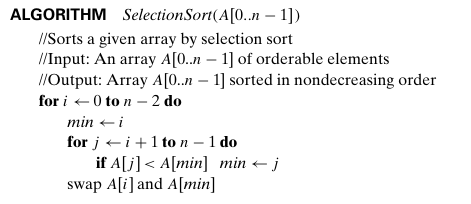 ALGORITHM SelectionSort(A[0..n − 1])
//Sorts a given array by selection sort
//Input: An array A[0..n − 1] of orderable elements
//Output: Array A[0..n − 1] sorted in nondecreasing order
for i ← 0 to n − 2 do
min ← i
for j ← i + 1 to n − 1 do
if A[j] < A[min] min ← j
swap A[i] and A[min]